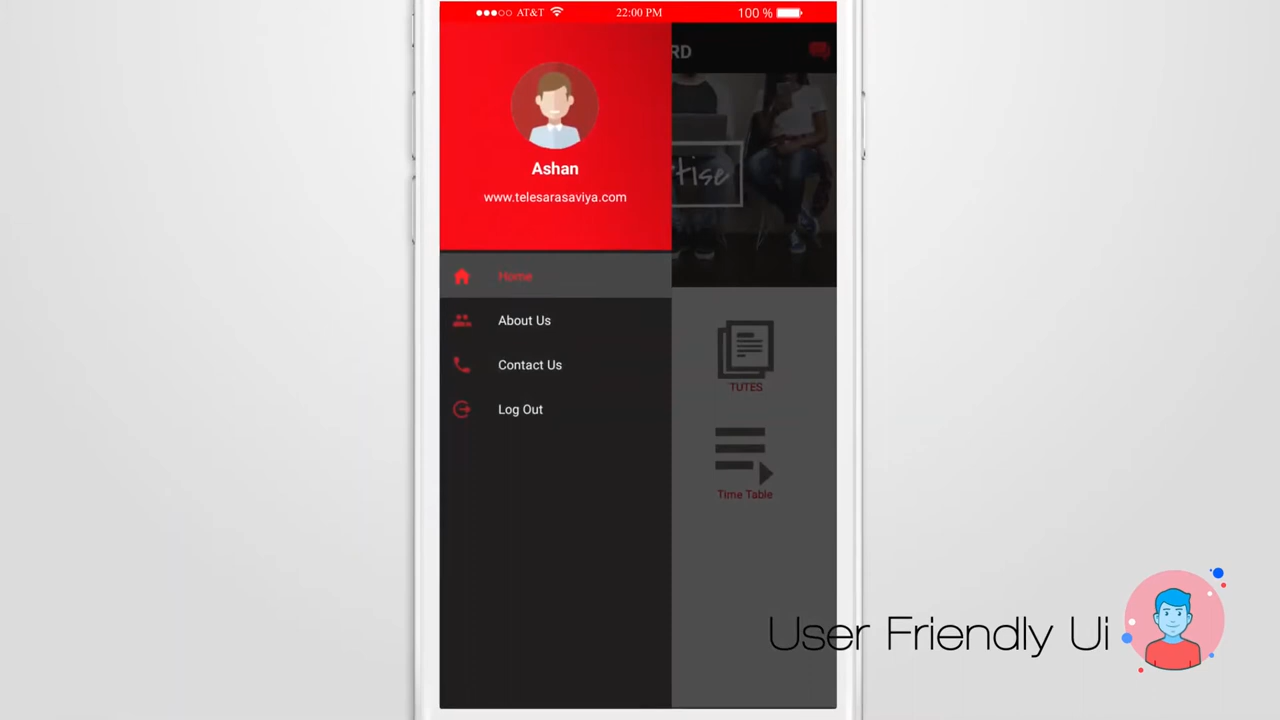 AT&T 22:00 PM 100 %
RD
Ashan
www.telesarasaviya.com
tise
Home
About Us
Contact Us
Log Out
TUTES
Time Table
User Friendly Ui